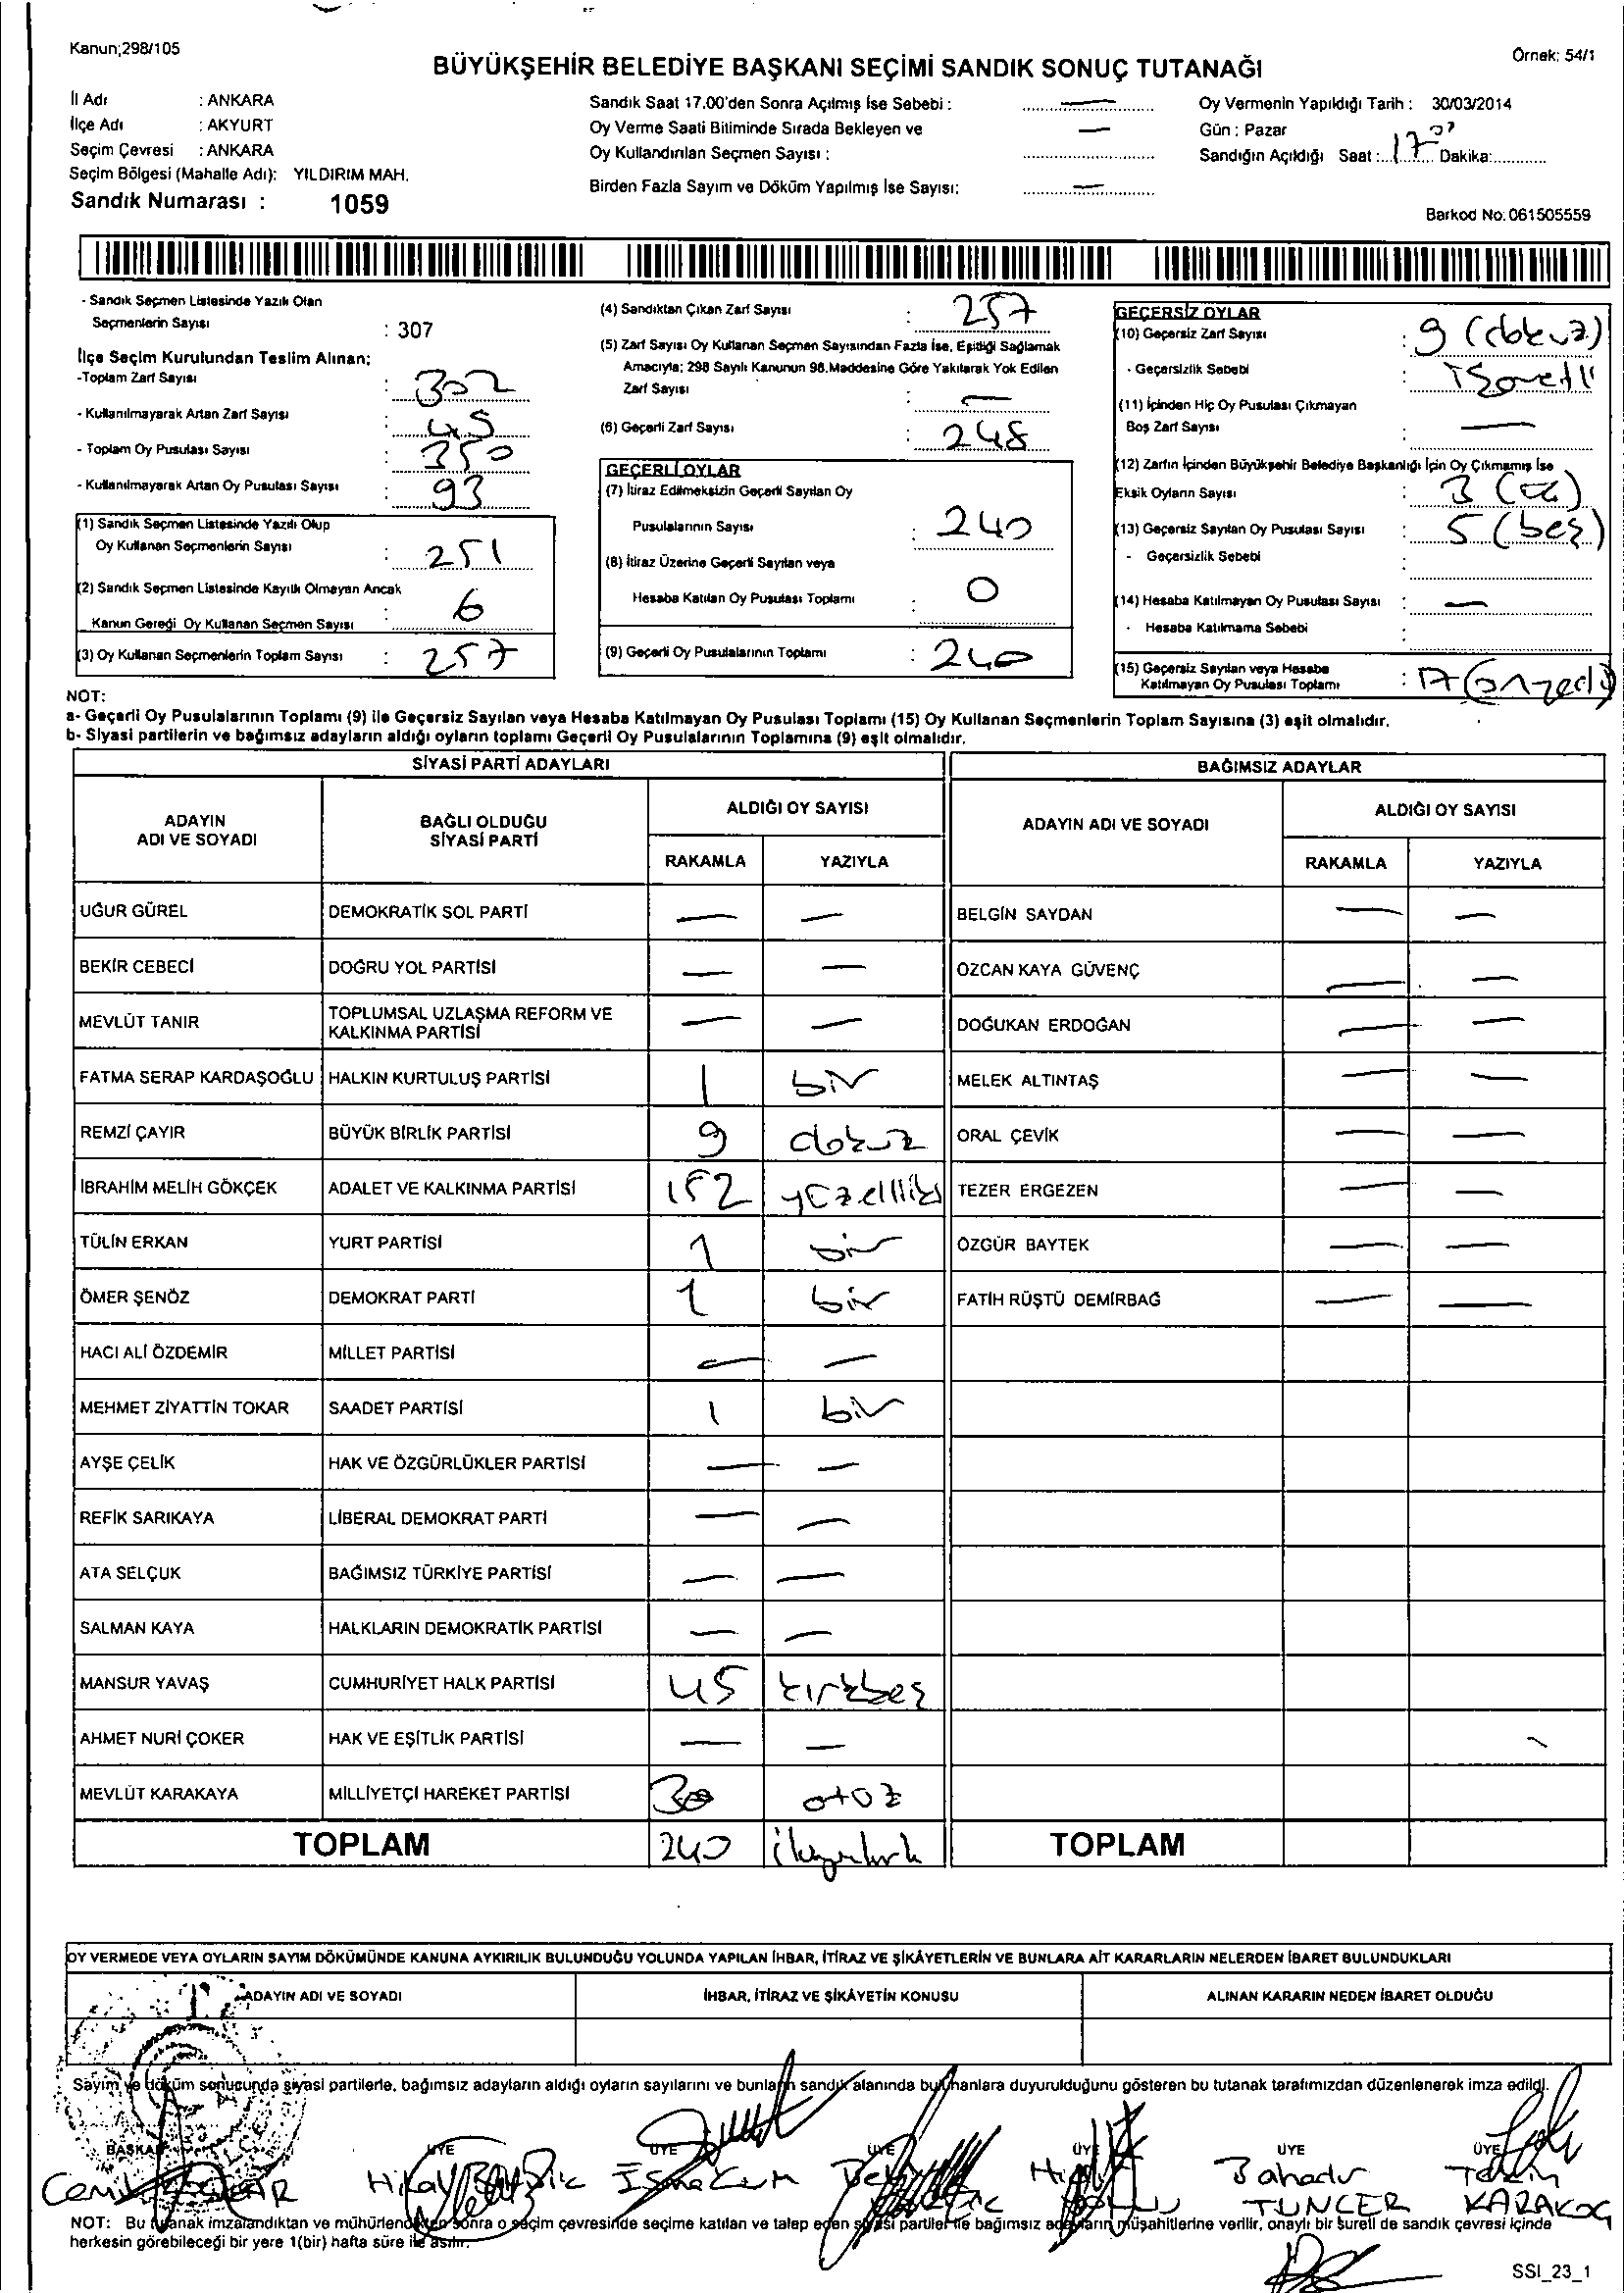 Kanun;298/105
Örnek: 54/1
BÜYÜKŞEHİR BELEDİYE BAŞKANI SEÇİMİ SANDIK SONUÇ TUTANAĞI
İl Adı : ANKARA
İlçe Adı : AKYURT
Seçim Çevresi : ANKARA
Seçim Bölgesi (Mahalle Adı): YILDIRIM MAH.
Sandık Numarası : 1059
Sandık Saat 17.00'den Sonra Açılmış İse Sebebi : —
Oy Verme Saati Bitiminde Sırada Bekleyen ve —
Oy Kullandırılan Seçmen Sayısı :
Birden Fazla Sayım ve Döküm Yapılmış İse Sayısı: —
Oy Vermenin Yapıldığı Tarih : 30/03/2014
Gün : Pazar
Sandığın Açıldığı Saat :17 Dakika:
Barkod No: 061505559
- Sandık Seçmen Listesinde Yazılı Olan
Seçmenlerin Sayısı : 307
İlçe Seçim Kurulundan Teslim Alınan:
-Toplam Zarf Sayısı : 302
- Kullanılmayarak Artan Zarf Sayısı : 45
- Toplam Oy Pusulası Sayısı : 350
- Kullanılmayarak Artan Oy Pusulası Sayısı : 93
(1) Sandık Seçmen Listesinde Yazılı Olup
Oy Kullanan Seçmenlerin Sayısı : 251
(2) Sandık Seçmen Listesinde Kayıtlı Olmayan Ancak
Kanun Gereği Oy Kullanan Seçmen Sayısı : 6
(3) Oy Kullanan Seçmenlerin Toplam Sayısı : 257
(4) Sandıktan Çıkan Zarf Sayısı : 257
(5) Zarf Sayısı Oy Kullanan Seçmen Sayısından Fazla İse, Eşitliği Sağlamak
Amacıyla; 298 Sayılı Kanunun 98.Maddesine Göre Yakılarak Yok Edilen
Zarf Sayısı : —
(6) Geçerli Zarf Sayısı : 248
GEÇERLİ OYLAR
(7) İtiraz Edilmeksizin Geçerli Sayılan Oy
Pusulalarının Sayısı : 240
(8) İtiraz Üzerine Geçerli Sayılan veya
Hesaba Katılan Oy Pusulası Toplamı : 0
(9) Geçerli Oy Pusulalarının Toplamı : 240
GEÇERSİZ OYLAR
(10) Geçersiz Zarf Sayısı : 9 (dokuz)
- Geçersizlik Sebebi : İşaretli
(11) İçinden Hiç Oy Pusulası Çıkmayan
Boş Zarf Sayısı : —
(12) Zarfın İçinden Büyükşehir Belediye Başkanlığı İçin Oy Çıkmamış İse
Eksik Oyların Sayısı : 3 (üç)
(13) Geçersiz Sayılan Oy Pusulası Sayısı : 5 (beş)
- Geçersizlik Sebebi :
(14) Hesaba Katılmayan Oy Pusulası Sayısı : —
- Hesaba Katılmama Sebebi :
(15) Geçersiz Sayılan veya Hesaba
Katılmayan Oy Pusulası Toplamı : 17 (onyedi)
NOT:
a- Geçerli Oy Pusulalarının Toplamı (9) ile Geçersiz Sayılan veya Hesaba Katılmayan Oy Pusulası Toplamı (15) Oy Kullanan Seçmenlerin Toplam Sayısına (3) eşit olmalıdır.
b- Siyasi partilerin ve bağımsız adayların aldığı oyların toplamı Geçerli Oy Pusulalarının Toplamına (9) eşit olmalıdır.
SİYASİ PARTİ ADAYLARI
ADAYIN ADI VE SOYADI BAĞLI OLDUĞU SİYASİ PARTİ ALDIĞI OY SAYISI
RAKAMLA YAZIYLA
UĞUR GÜREL DEMOKRATİK SOL PARTİ — —
BEKİR CEBECİ DOĞRU YOL PARTİSİ — —
MEVLÜT TANIR TOPLUMSAL UZLAŞMA REFORM VE KALKINMA PARTİSİ — —
FATMA SERAP KARDAŞOĞLU HALKIN KURTULUŞ PARTİSİ 1 bir
REMZİ ÇAYIR BÜYÜK BİRLİK PARTİSİ 9 dokuz
İBRAHİM MELİH GÖKÇEK ADALET VE KALKINMA PARTİSİ 152 yüzelliiki
TÜLİN ERKAN YURT PARTİSİ 1 bir
ÖMER ŞENÖZ DEMOKRAT PARTİ 1 bir
HACI ALİ ÖZDEMİR MİLLET PARTİSİ — —
MEHMET ZİYATTİN TOKAR SAADET PARTİSİ 1 bir
AYŞE ÇELİK HAK VE ÖZGÜRLÜKLER PARTİSİ — —
REFİK SARIKAYA LİBERAL DEMOKRAT PARTİ — —
ATA SELÇUK BAĞIMSIZ TÜRKİYE PARTİSİ — —
SALMAN KAYA HALKLARIN DEMOKRATİK PARTİSİ — —
MANSUR YAVAŞ CUMHURİYET HALK PARTİSİ 45 kırkbeş
AHMET NURİ ÇOKER HAK VE EŞİTLİK PARTİSİ — —
MEVLÜT KARAKAYA MİLLİYETÇİ HAREKET PARTİSİ 30 otuz
TOPLAM 240 ikiyüzkırk
BAĞIMSIZ ADAYLAR
ADAYIN ADI VE SOYADI ALDIĞI OY SAYISI
RAKAMLA YAZIYLA
BELGİN SAYDAN — —
ÖZCAN KAYA GÜVENÇ — —
DOĞUKAN ERDOĞAN — —
MELEK ALTINTAŞ — —
ORAL ÇEVİK — —
TEZER ERGEZEN — —
ÖZGÜR BAYTEK — —
FATİH RÜŞTÜ DEMİRBAĞ — —
TOPLAM
OY VERMEDE VEYA OYLARIN SAYIM DÖKÜMÜNDE KANUNA AYKIRILIK BULUNDUĞU YOLUNDA YAPILAN İHBAR, İTİRAZ VE ŞİKÂYETLERİN VE BUNLARA AİT KARARLARIN NELERDEN İBARET BULUNDUKLARI
ADAYIN ADI VE SOYADI İHBAR, İTİRAZ VE ŞİKÂYETİN KONUSU ALINAN KARARIN NEDEN İBARET OLDUĞU
Sayım ve döküm sonucunda siyasi partilerle, bağımsız adayların aldığı oyların sayılarını ve bunların sandık alanında bulunanlara duyurulduğunu gösteren bu tutanak tarafımızdan düzenlenerek imza edildi.
BAŞKAN ÜYE ÜYE ÜYE ÜYE ÜYE ÜYE
Bahadır TUNCER
KARAKOÇ
NOT: Bu tutanak imzalandıktan ve mühürlendikten sonra o seçim çevresinde seçime katılan ve talep eden siyasi partiler ile bağımsız adayların müşahitlerine verilir, onaylı bir sureti de sandık çevresi içinde
herkesin görebileceği bir yere 1(bir) hafta süre ile asılır.
SSI_23_1